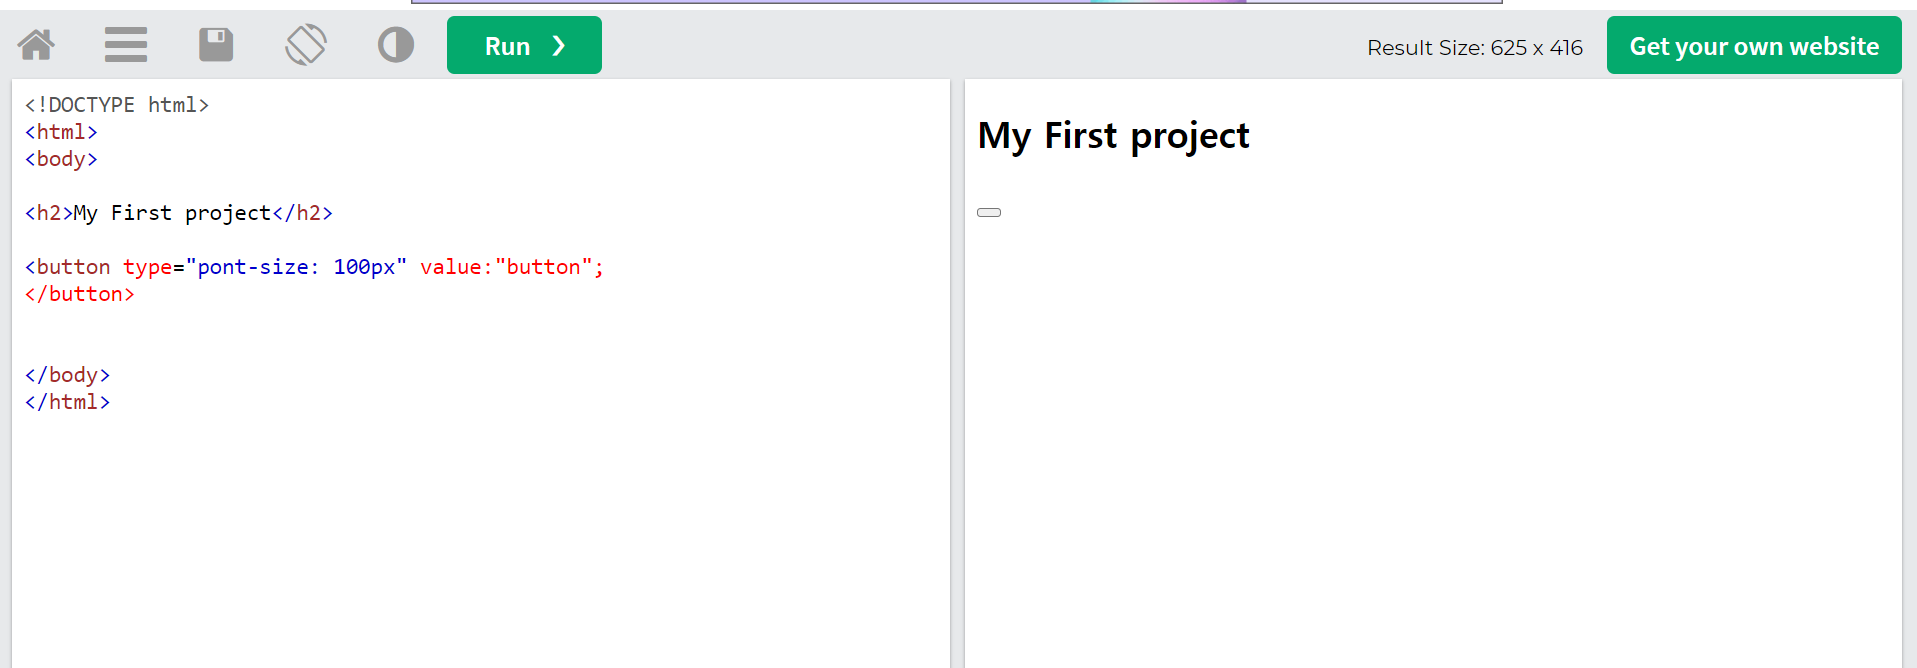 Run ❯
Result Size: 625 x 416
Get your own website
<!DOCTYPE html>
<html>
<body>
<h2>My First project</h2>
<button type="pont-size: 100px" value:"button";
</button>
</body>
</html>
My First project